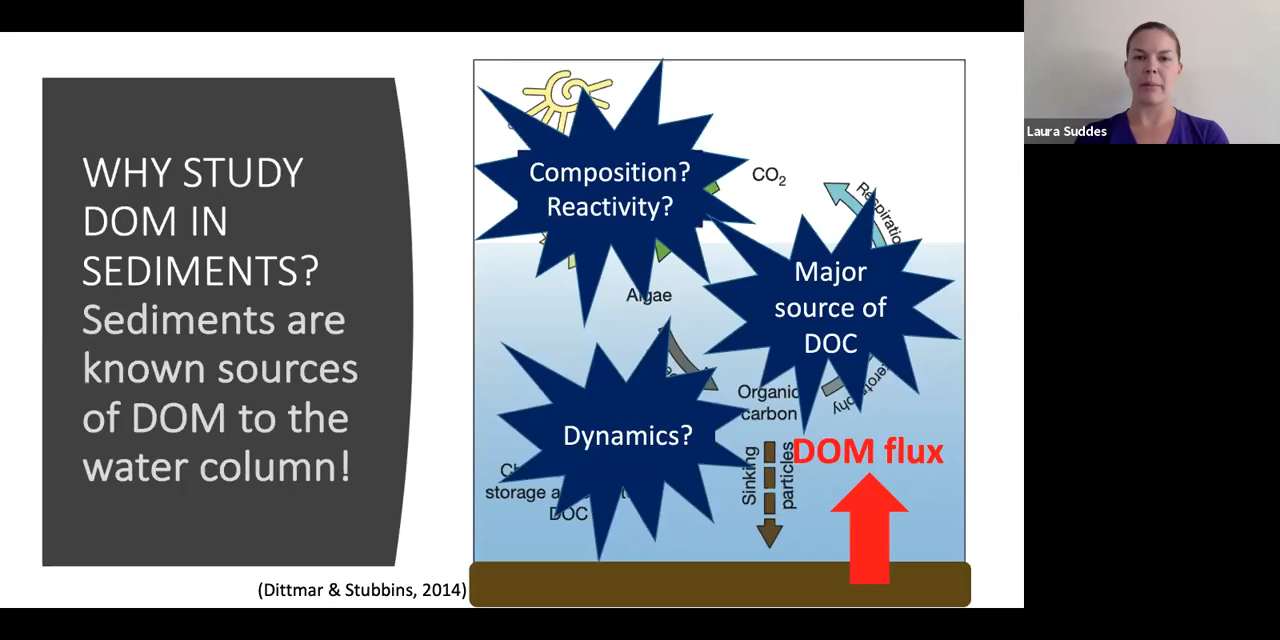 WHY STUDY
DOM IN
SEDIMENTS?
Sediments are
known sources
of DOM to the
water column!
(Dittmar & Stubbins, 2014)
Composition?
Reactivity?
CO₂
Major
source of
DOC
Algae
Organic
carbon
Dynamics?
storage
DOC
Sinking
particles
DOM flux
Laura Suddes